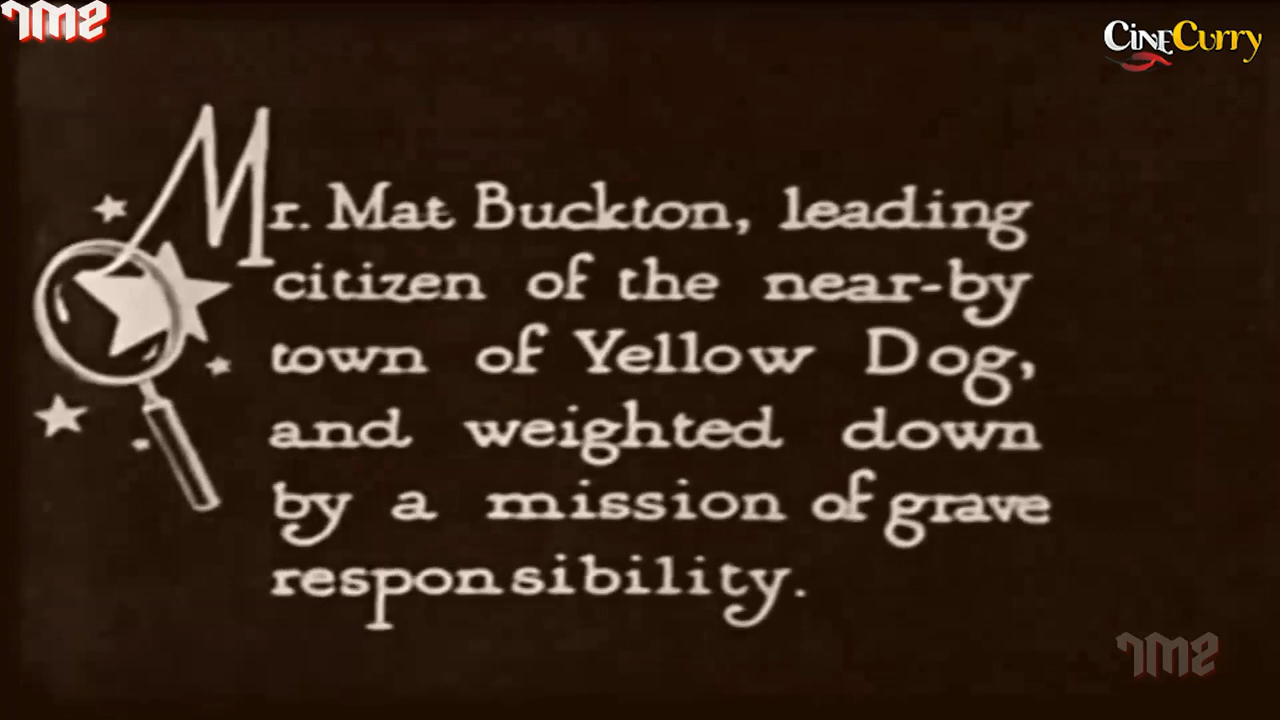 CineCurry
Mr. Mat Buckton, leading
citizen of the near-by
town of Yellow Dog,
and weighted down
by a mission of grave
responsibility.